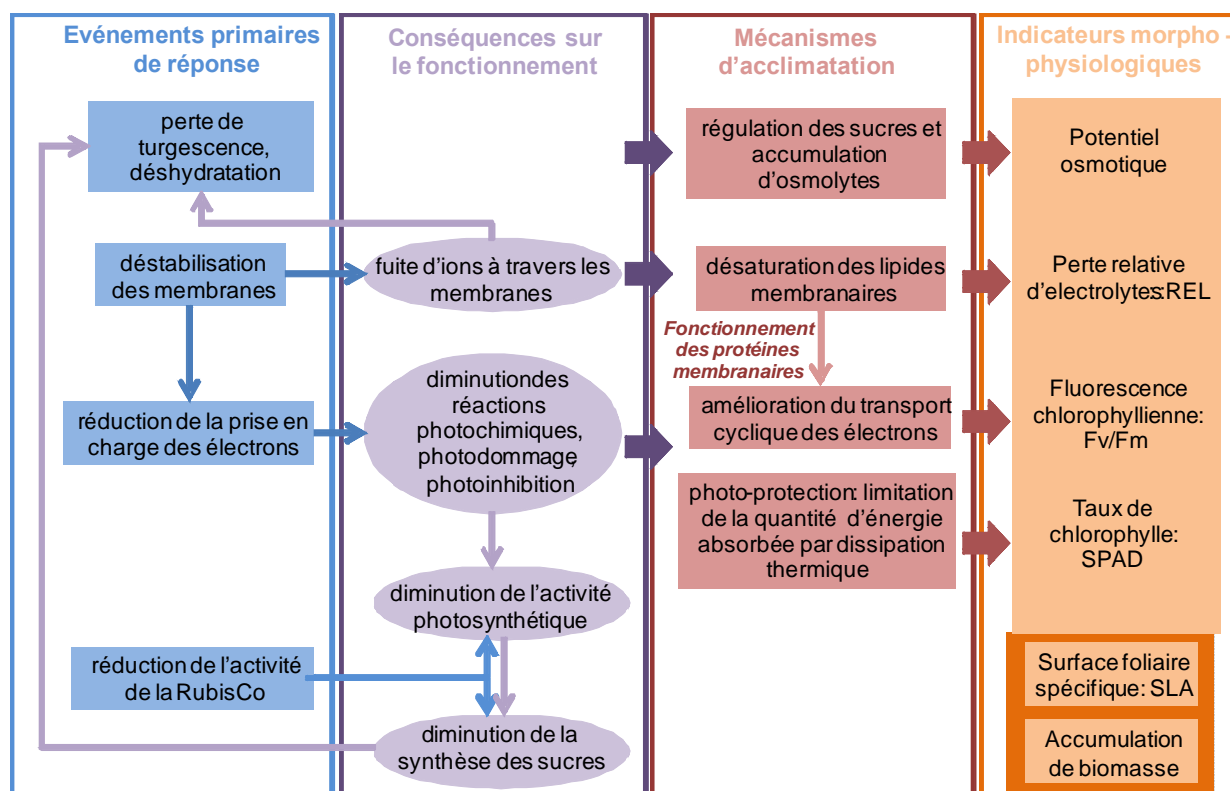 Evénements primaires
de réponse
perte de
turgescence,
déshydratation
déstabilisation
des membranes
réduction de la prise en
charge des électrons
réduction de l'activité
de la RubisCo
Conséquences sur
le fonctionnement
fuite d'ions à travers les
membranes
diminutiondes
réactions
photochimiques,
photodommage,
photoinhibition
diminution de l'activité
photosynthétique
diminution de la
synthèse des sucres
Mécanismes
d'acclimatation
régulation des sucres et
accumulation
d'osmolytes
désaturation des lipides
membranaires
Fonctionnement
des protéines
membranaires
amélioration du transport
cyclique des électrons
photo-protection: limitation
de la quantité d'énergie
absorbée par dissipation
thermique
Indicateurs morpho -
physiologiques
Potentiel
osmotique
Perte relative
d'electrolytes:REL
Fluorescence
chlorophyllienne:
Fv/Fm
Taux de
chlorophylle:
SPAD
Surface foliaire
spécifique: SLA
Accumulation
de biomasse